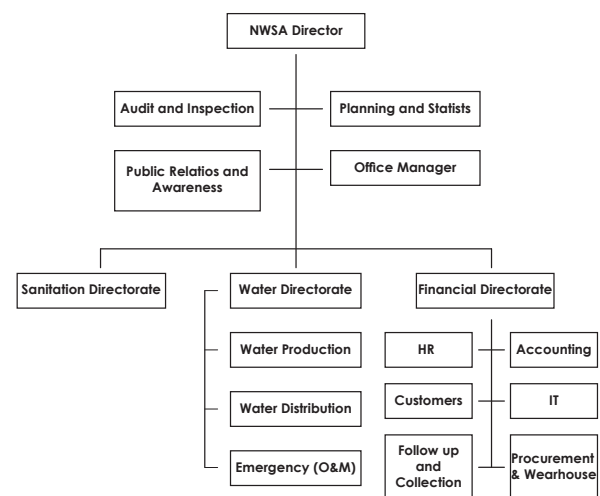 NWSA Director
Audit and Inspection
Planning and Statists
Public Relatios and
Awareness
Office Manager
Sanitation Directorate
Water Directorate
Financial Directorate
Water Production
HR
Accounting
Water Distribution
Customers
IT
Emergency (O&M)
Follow up
and
Collection
Procurement
& Wearhouse